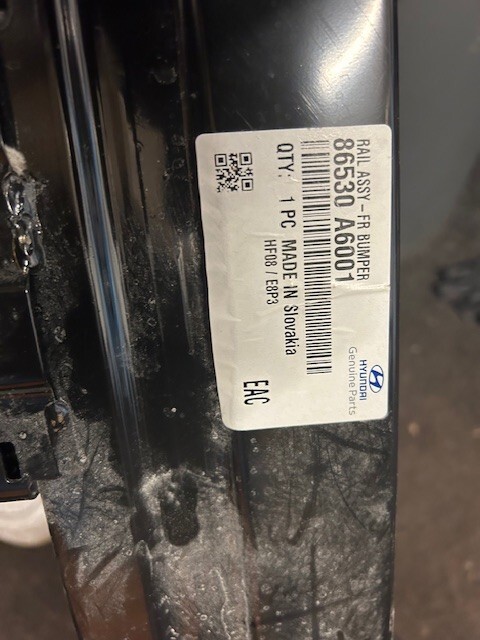 RAIL ASSY-FR BUMPER
86530 A6001
HYUNDAI
Genuine Parts
QTY: 1 PC MADE IN Slovakia
HF08 / E8P3
EAC